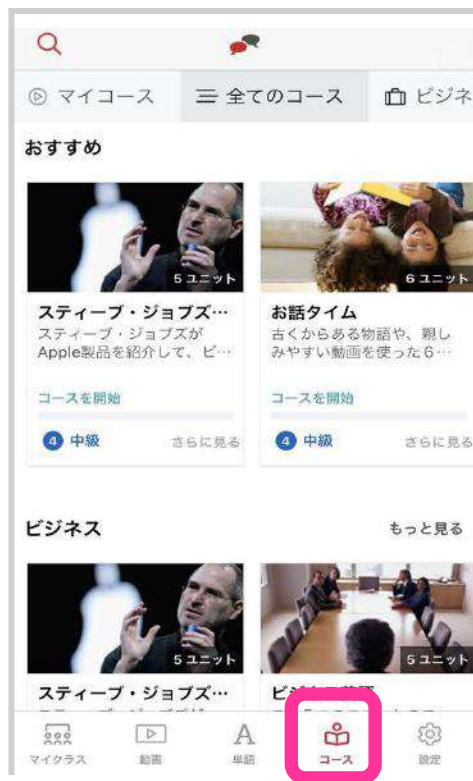 マイコース 全てのコース ビジネ
おすすめ
5 ユニット
6 ユニット
スティーブ・ジョブズ…
スティーブ・ジョブズが
Apple製品を紹介して、ビ…
コースを開始
4 中級 さらに見る
お話タイム
古くからある物語や、親し
みやすい動画を使った6…
コースを開始
4 中級 さらに見る
ビジネス もっと見る
5 ユニット
5 ユニット
スティーブ・ジョブズ…
マイクラス 動画 単語 コース 設定